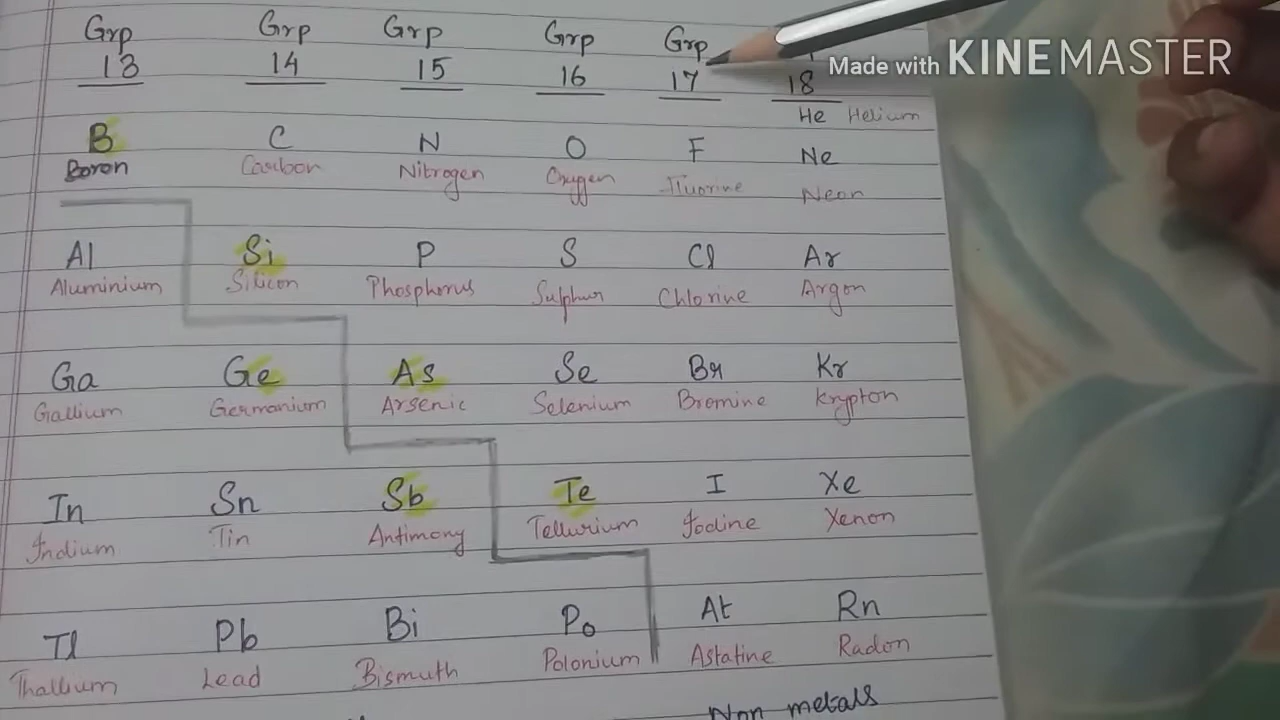 Grp Grp Grp Grp Grp
13 14 15 16 17 18
Made with KINEMASTER
He Helium
B C N O F Ne
Boron Carbon Nitrogen Oxygen Fluorine Neon
Al Si P S Cl Ar
Aluminium Silicon Phosphorus Sulphur Chlorine Argon
Ga Ge As Se Br Kr
Gallium Germanium Arsenic Selenium Bromine Krypton
In Sn Sb Te I Xe
Indium Tin Antimony Tellurium Iodine Xenon
Tl Pb Bi Po At Rn
Thallium Lead Bismuth Polonium Astatine Radon
Non metals